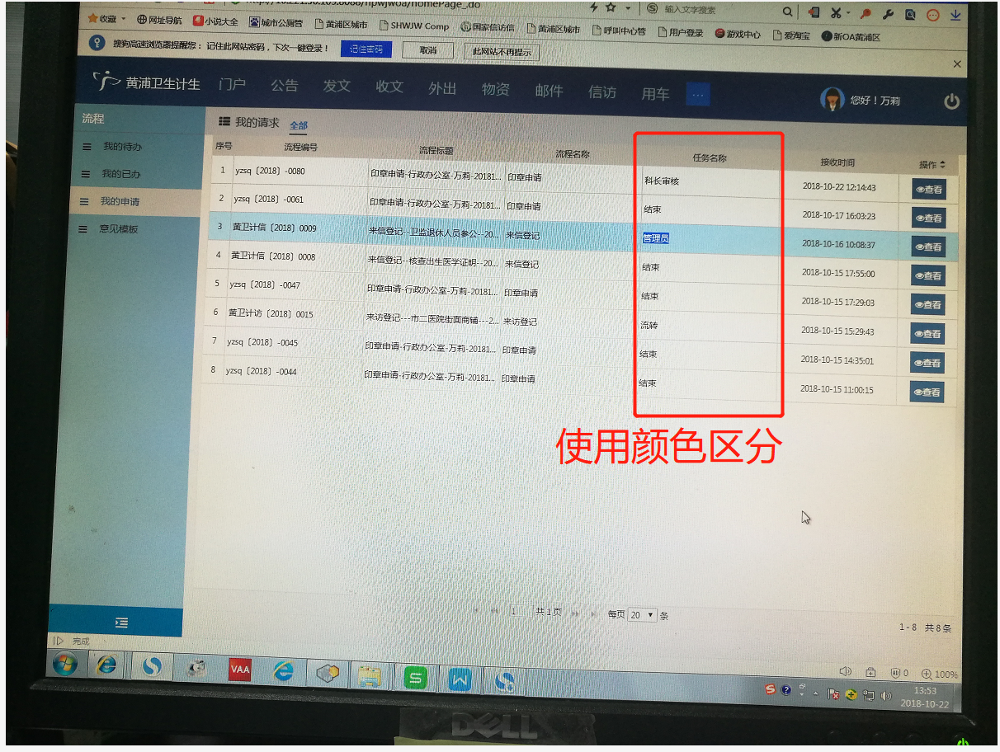 收藏 网址导航 小说大全 城市公厕管 黄浦区城市 SHWJW Comp 国家信访信 黄浦区城市 呼叫中心管 用户登录 游戏中心 爱淘宝 新OA黄浦区
输入文字搜索
搜狗高速浏览器提醒您：记住此网站密码，下次一键登录！ 记住密码 取消 此网站不再提示
黄浦卫生计生 门户 公告 发文 收文 外出 物资 邮件 信访 用车 ... 您好！万莉
流程
我的待办
我的已办
我的申请
意见模板
我的请求 全部
序号 流程编号 流程标题 流程名称 任务名称 接收时间 操作
1 yzsq〔2018〕-0080 印章申请-行政办公室-万莉-20181... 印章申请 科长审核 2018-10-22 12:14:43 查看
2 yzsq〔2018〕-0061 印章申请-行政办公室-万莉-20181... 印章申请 结束 2018-10-17 16:03:23 查看
3 黄卫计信〔2018〕0009 来信登记--卫监退休人员参公--20... 来信登记 管理员 2018-10-16 10:08:37 查看
4 黄卫计信〔2018〕0008 来信登记--核查出生医学证明--20... 来信登记 结束 2018-10-15 17:55:00 查看
5 yzsq〔2018〕-0047 印章申请-行政办公室-万莉-20181... 印章申请 结束 2018-10-15 17:29:03 查看
6 黄卫计访〔2018〕0015 来访登记---市二医院街面商铺---2... 来访登记 流转 2018-10-15 15:29:43 查看
7 yzsq〔2018〕-0045 印章申请-行政办公室-万莉-20181... 印章申请 结束 2018-10-15 14:35:01 查看
8 yzsq〔2018〕-0044 印章申请-行政办公室-万莉-20181... 印章申请 结束 2018-10-15 11:00:15 查看
使用颜色区分
1 共1页 每页 20 条
1-8 共8条
完成
0 100%
VAA
13:53
2018-10-22
DELL